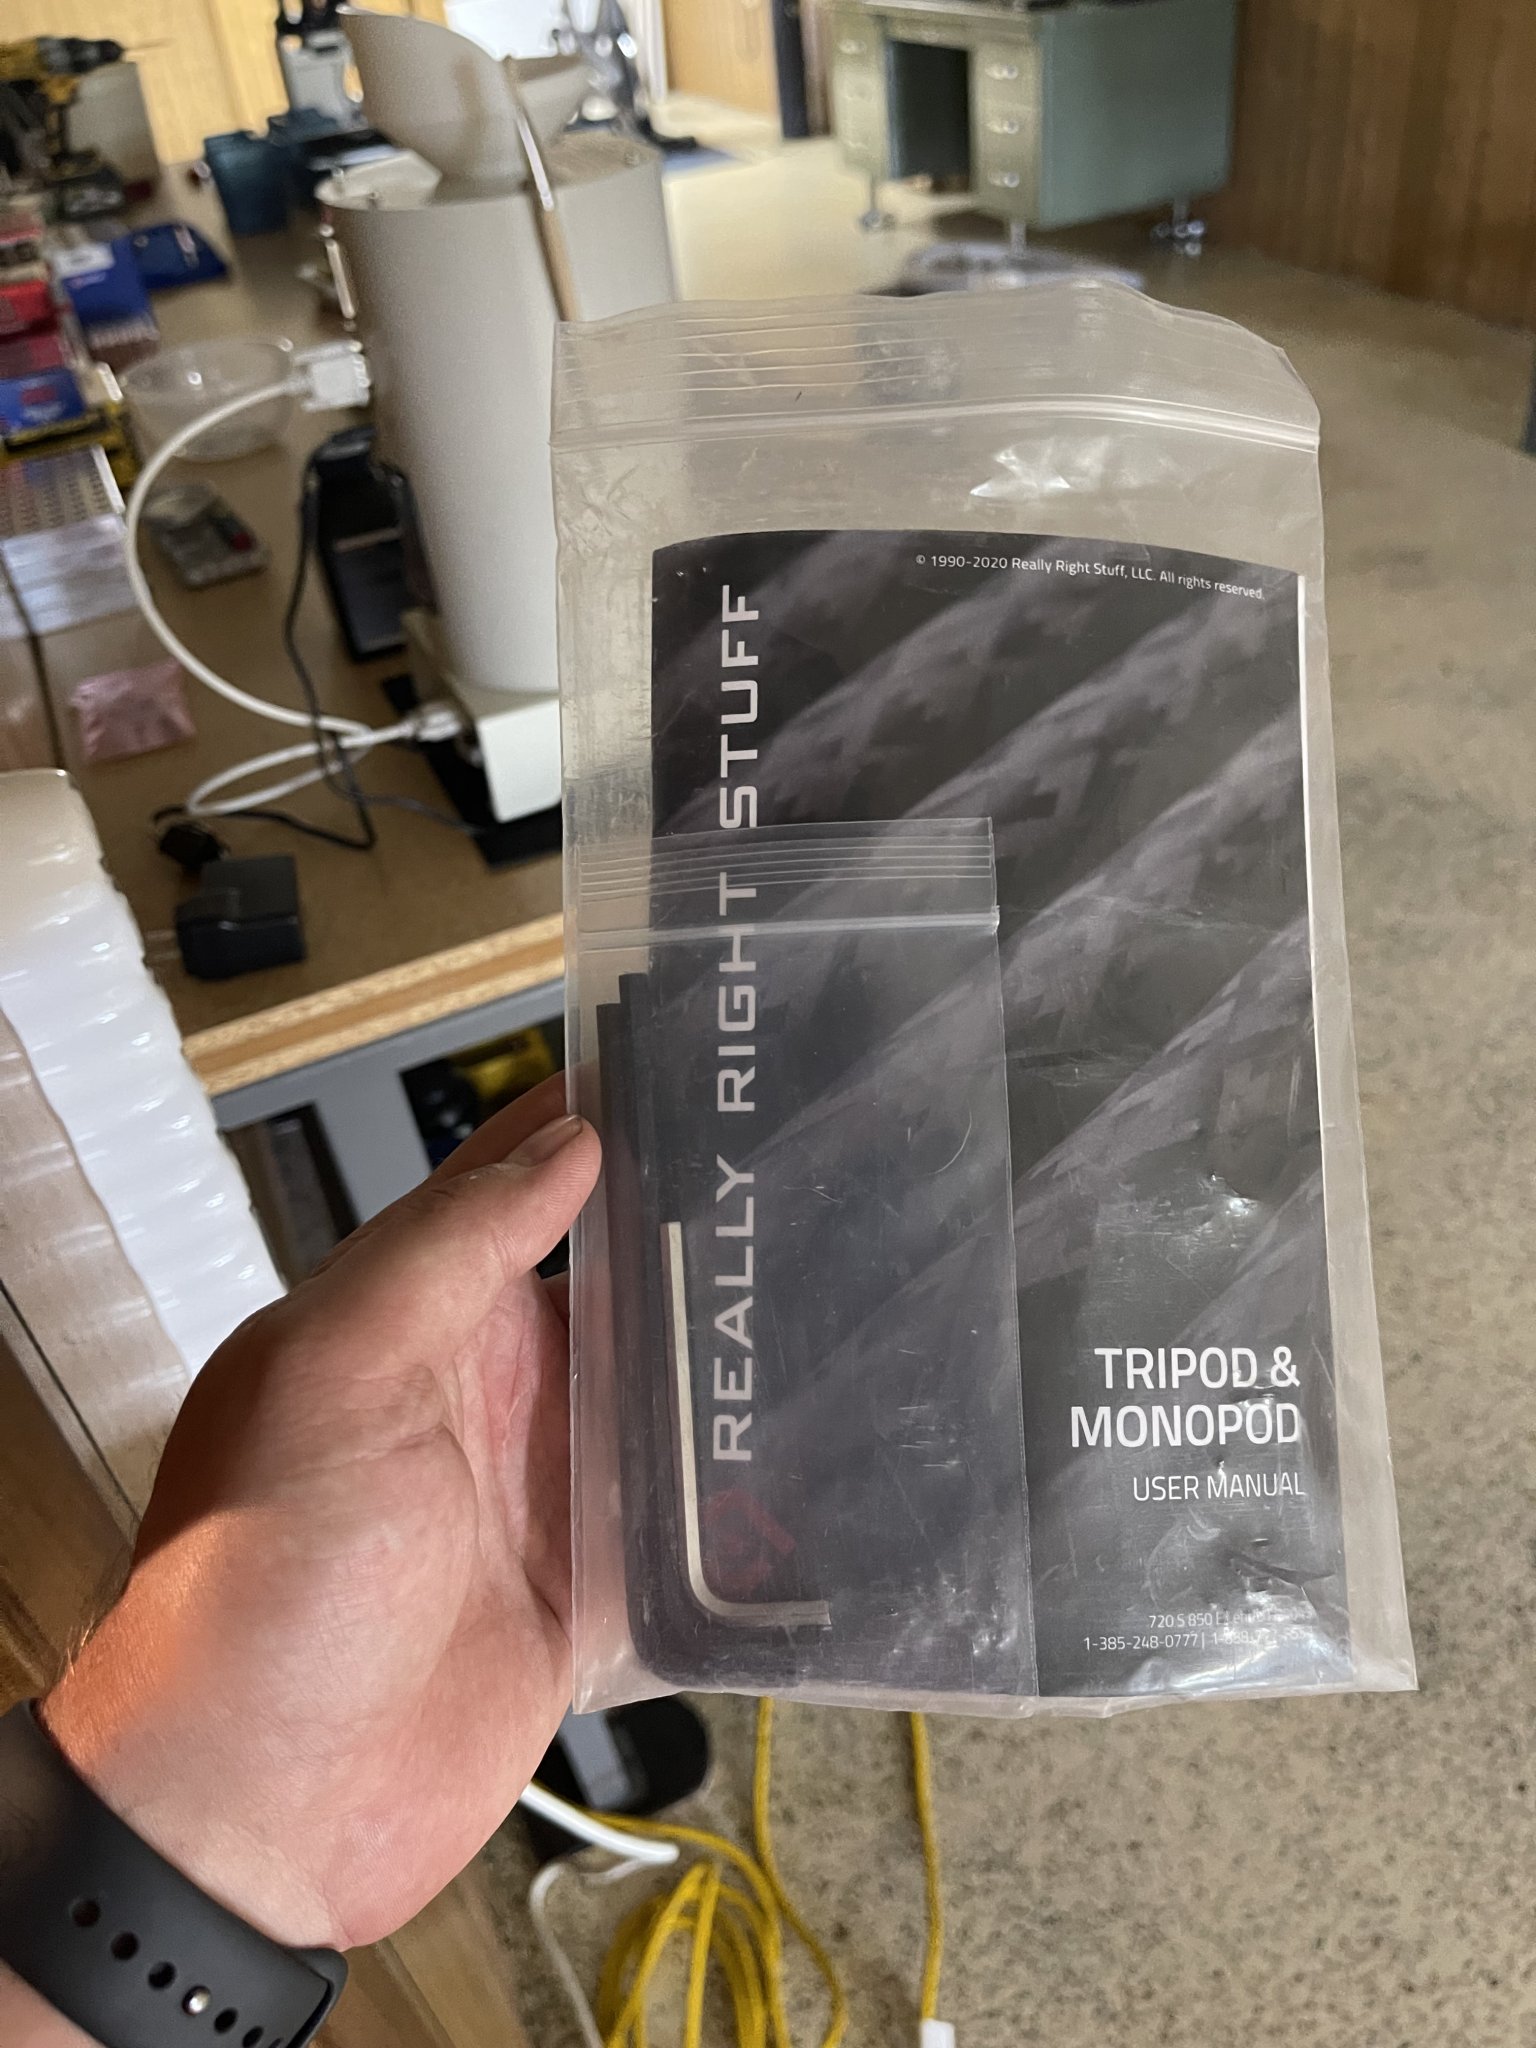 © 1990-2020 Really Right Stuff, LLC. All rights reserved.
REALLY RIGHT STUFF
TRIPOD &
MONOPOD
USER MANUAL
720 S 850 E
1-385-248-0777 |